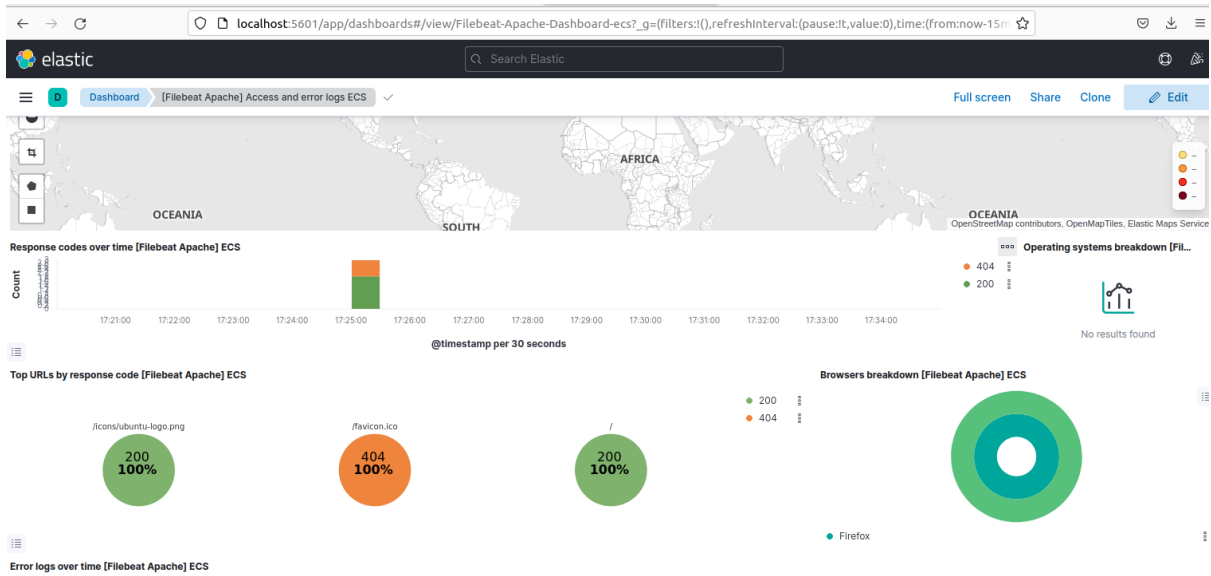 localhost:5601/app/dashboards#/view/Filebeat-Apache-Dashboard-ecs?_g=(filters:!(),refreshInterval:(pause:!t,value:0),time:(from:now-15m
elastic
Search Elastic
D
Dashboard
[Filebeat Apache] Access and error logs ECS
Full screen
Share
Clone
Edit
AFRICA
OCEANIA
SOUTH
OCEANIA
OpenStreetMap contributors, OpenMapTiles, Elastic Maps Service
Response codes over time [Filebeat Apache] ECS
Count
404
200
17:21:00 17:22:00 17:23:00 17:24:00 17:25:00 17:26:00 17:27:00 17:28:00 17:29:00 17:30:00 17:31:00 17:32:00 17:33:00 17:34:00
@timestamp per 30 seconds
Operating systems breakdown [Fil...
No results found
Top URLs by response code [Filebeat Apache] ECS
200
404
/icons/ubuntu-logo.png
200
100%
/favicon.ico
404
100%
/
200
100%
Browsers breakdown [Filebeat Apache] ECS
Firefox
Error logs over time [Filebeat Apache] ECS